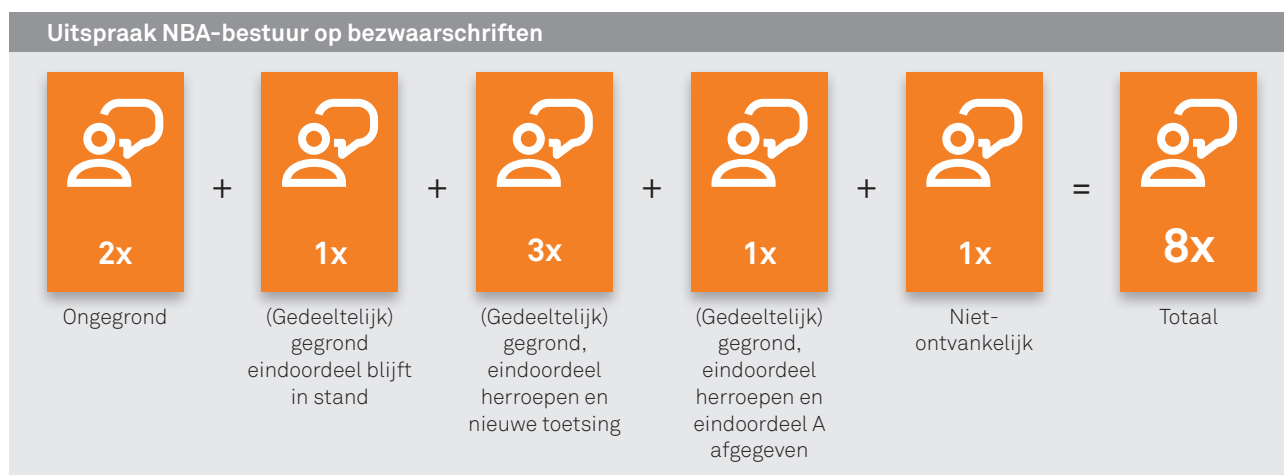 Uitspraak NBA-bestuur op bezwaarschriften
2x
+
1x
+
3x
+
1x
+
1x
=
8x
Ongegrond
(Gedeeltelijk)
gegrond
eindoordeel blijft
in stand
(Gedeeltelijk)
gegrond,
eindoordeel
herroepen en
nieuwe toetsing
(Gedeeltelijk)
gegrond,
eindoordeel
herroepen en
eindoordeel A
afgegeven
Niet-
ontvankelijk
Totaal